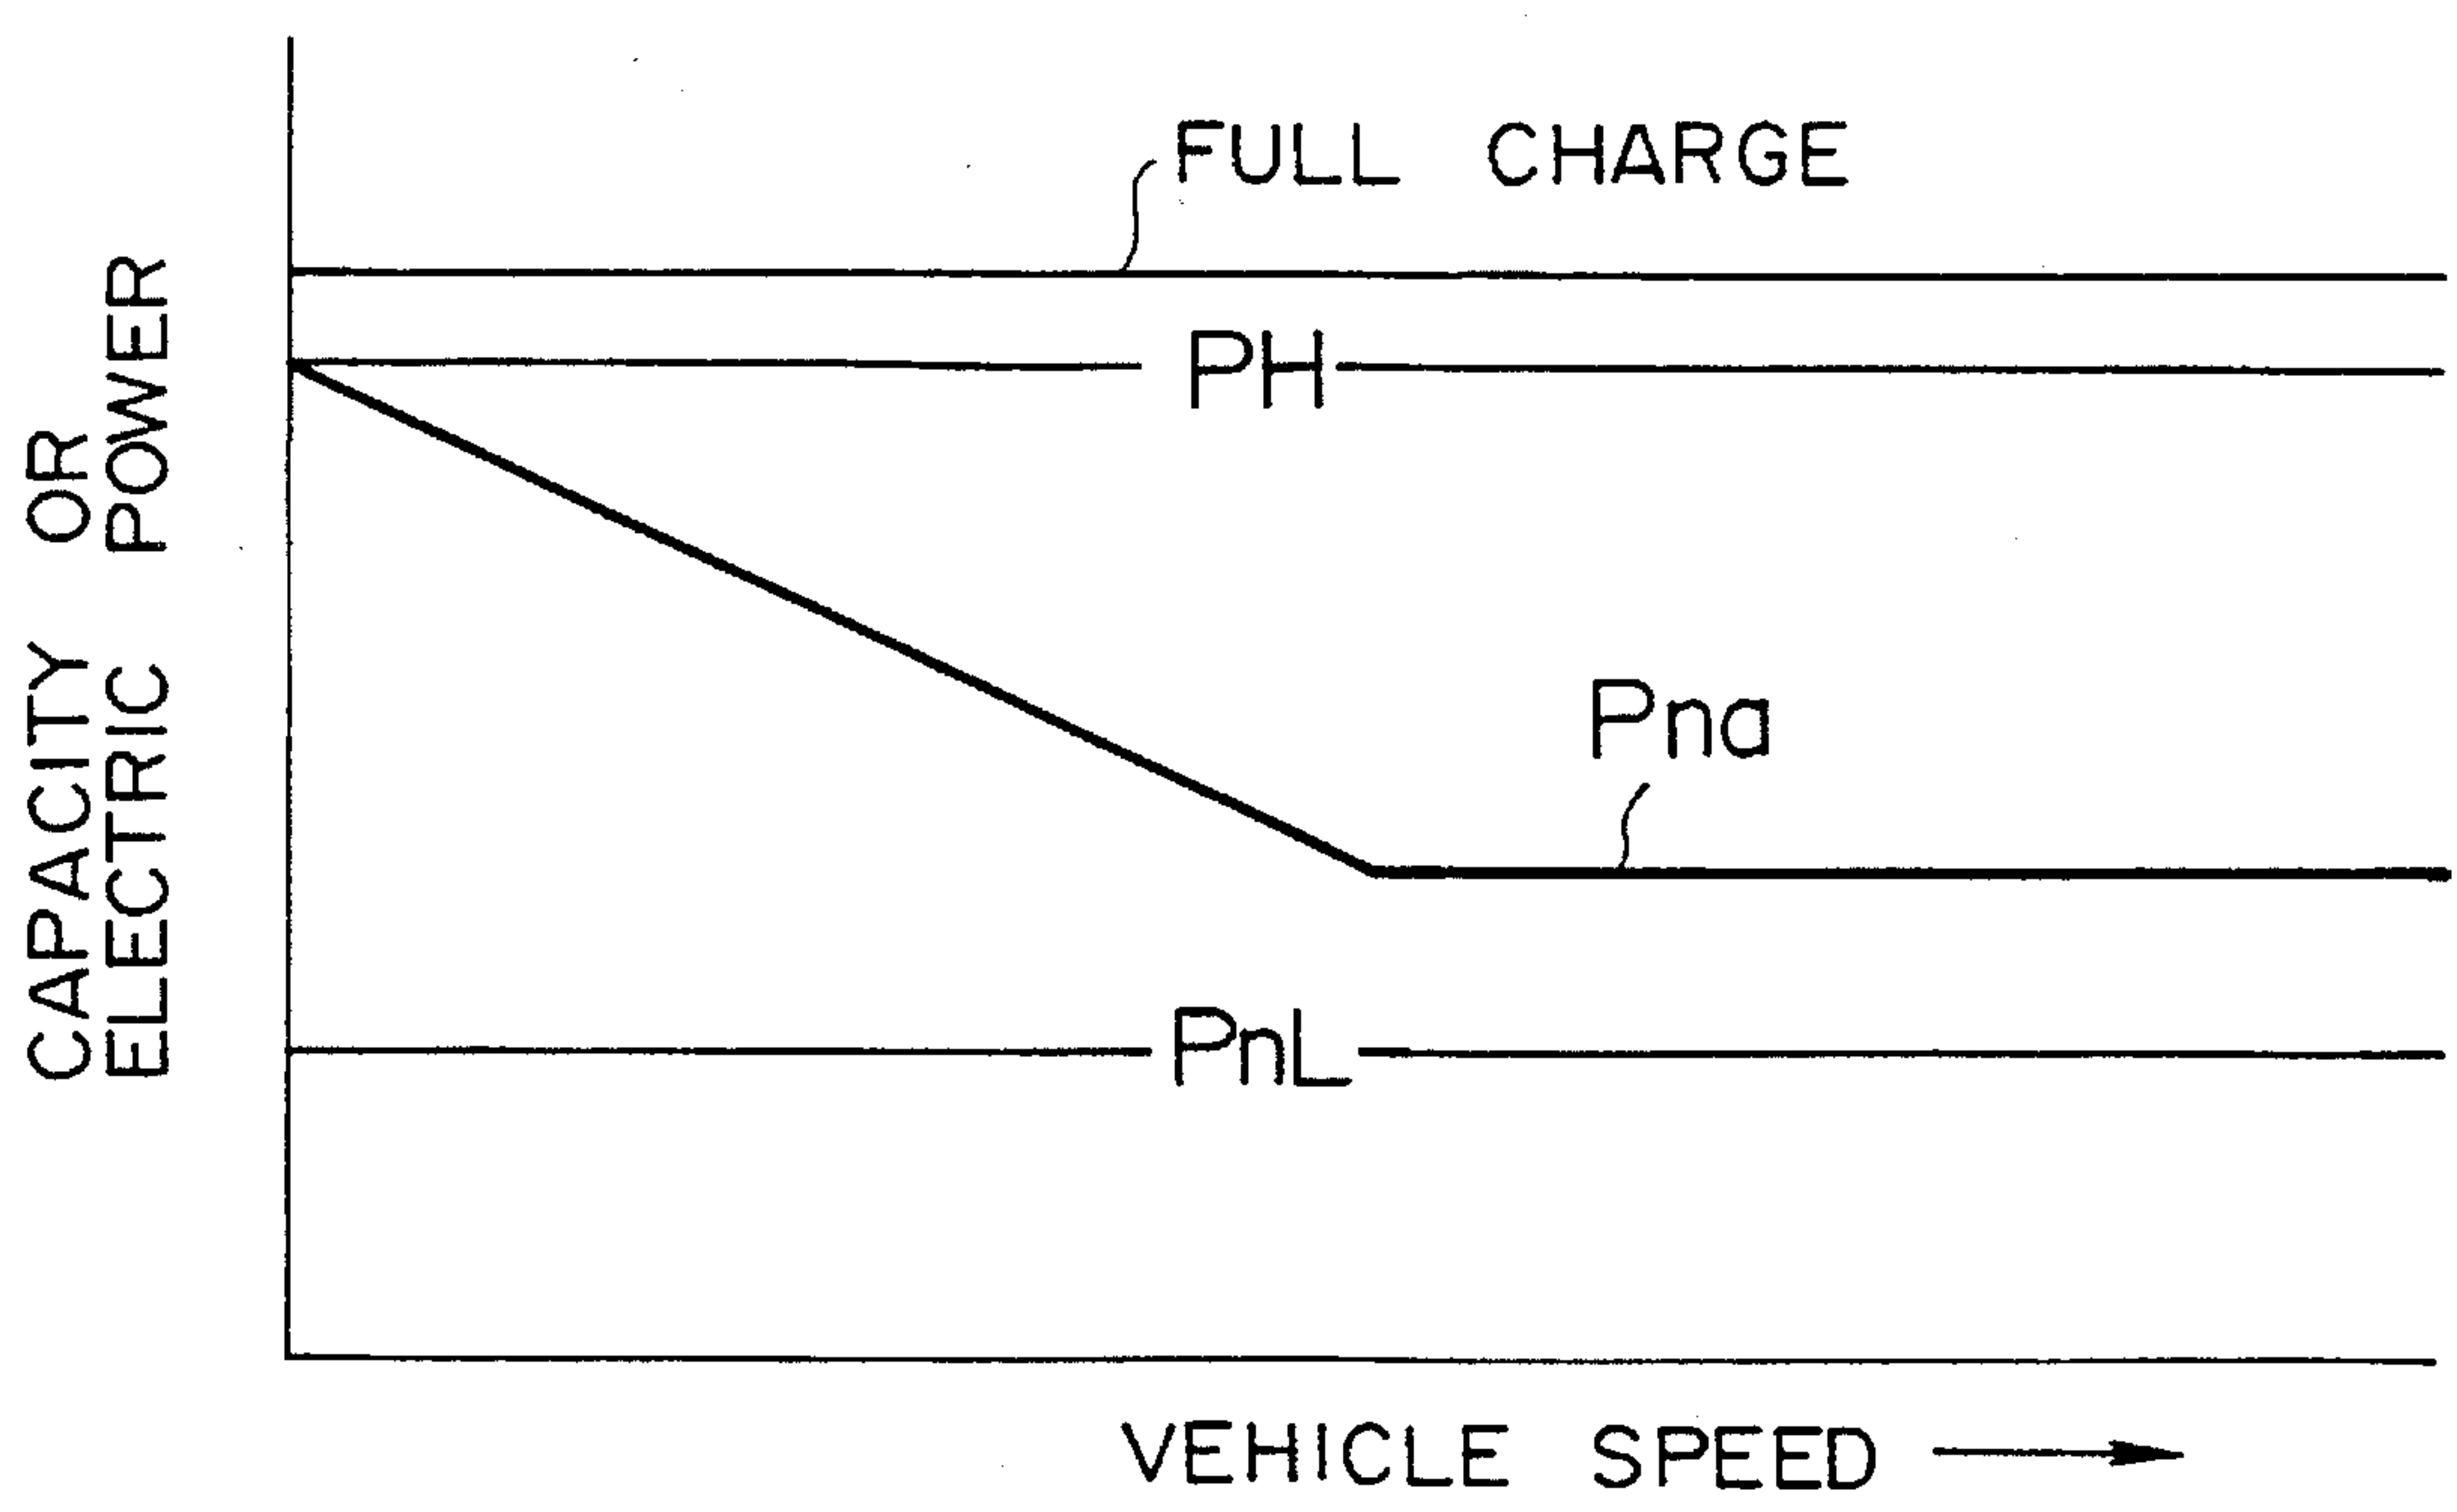 CAPACITY OR
ELECTRIC POWER
FULL CHARGE
PH
Pna
PnL
VEHICLE SPEED